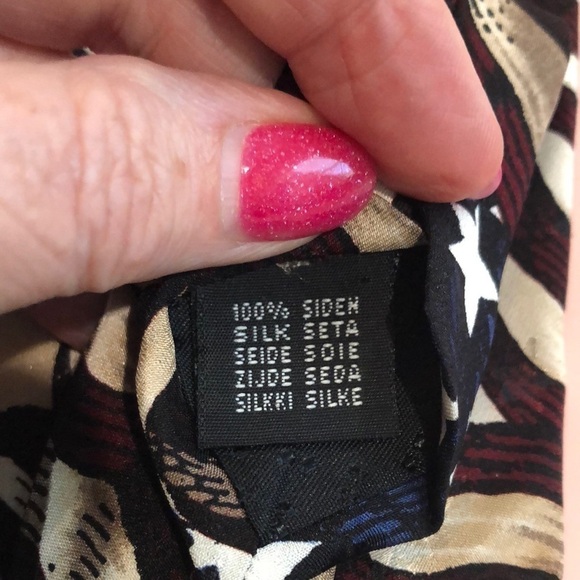 100% SIDEN
SILK SETA
SEIDE SOIE
ZIJDE SEDA
SILKKI SILKE